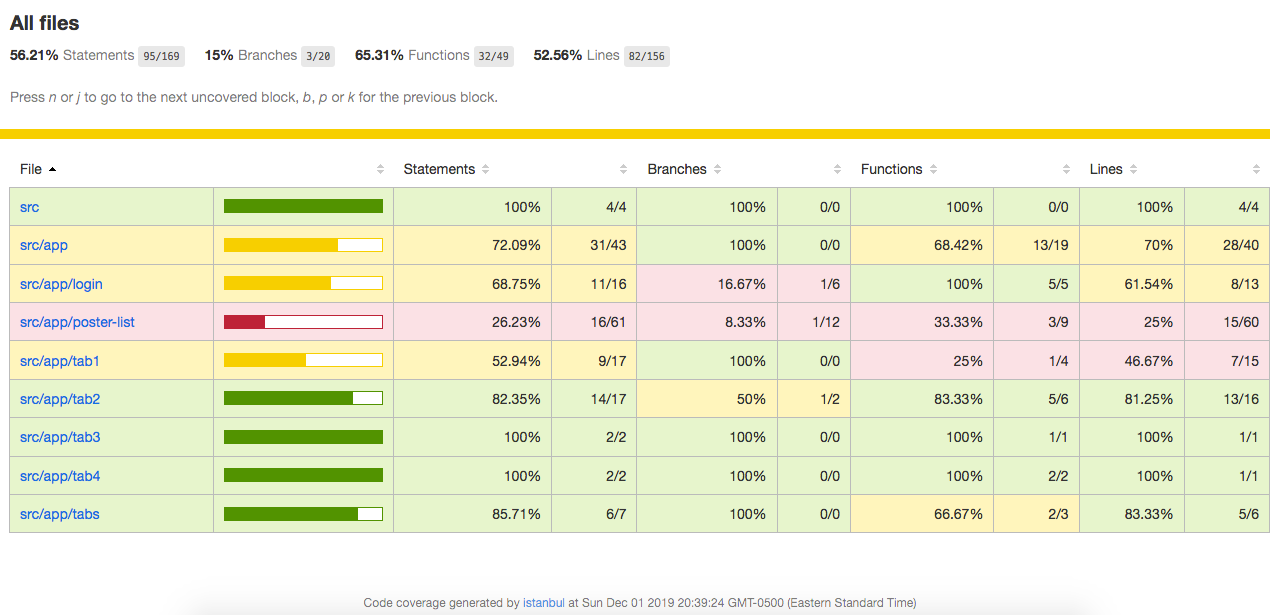 All files
56.21% Statements 95/169 15% Branches 3/20 65.31% Functions 32/49 52.56% Lines 82/156
Press n or j to go to the next uncovered block, b, p or k for the previous block.
File Statements Branches Functions Lines
src 100% 4/4 100% 0/0 100% 0/0 100% 4/4
src/app 72.09% 31/43 100% 0/0 68.42% 13/19 70% 28/40
src/app/login 68.75% 11/16 16.67% 1/6 100% 5/5 61.54% 8/13
src/app/poster-list 26.23% 16/61 8.33% 1/12 33.33% 3/9 25% 15/60
src/app/tab1 52.94% 9/17 100% 0/0 25% 1/4 46.67% 7/15
src/app/tab2 82.35% 14/17 50% 1/2 83.33% 5/6 81.25% 13/16
src/app/tab3 100% 2/2 100% 0/0 100% 1/1 100% 1/1
src/app/tab4 100% 2/2 100% 0/0 100% 2/2 100% 1/1
src/app/tabs 85.71% 6/7 100% 0/0 66.67% 2/3 83.33% 5/6
Code coverage generated by istanbul at Sun Dec 01 2019 20:39:24 GMT-0500 (Eastern Standard Time)